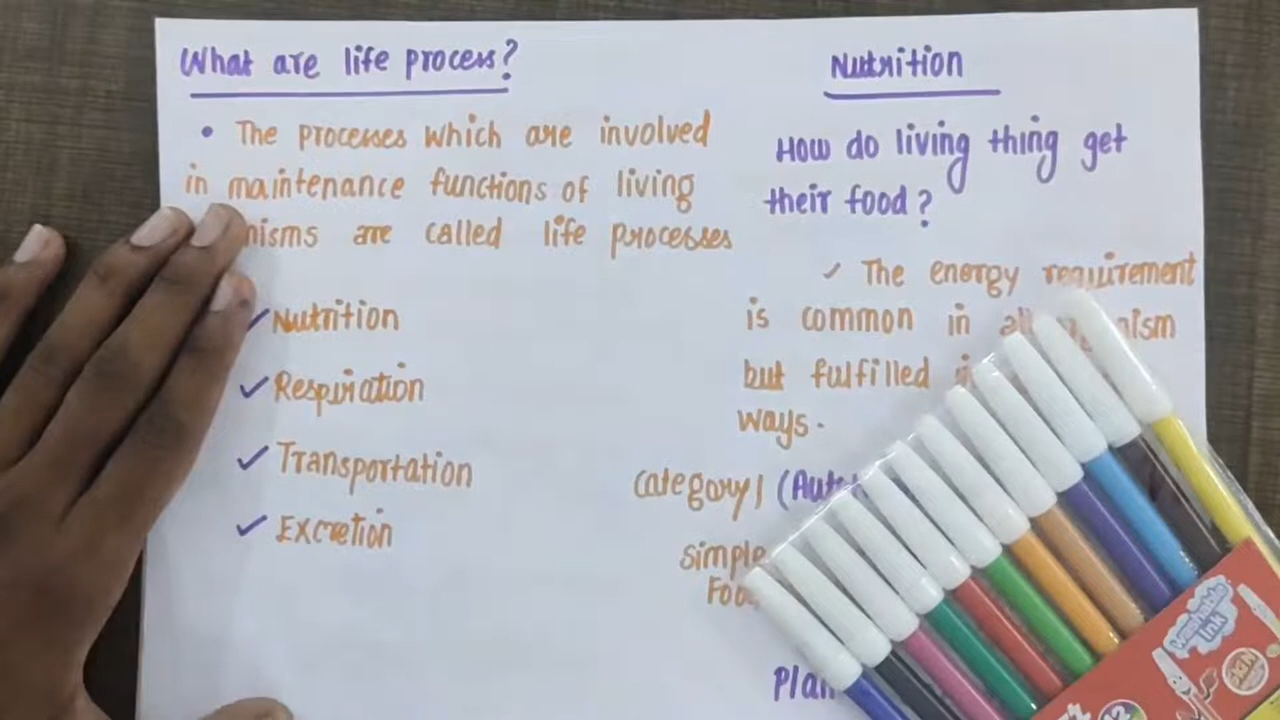 What are life process?
• The processes which are involved
in maintenance functions of living
are called life processes
✓ Nutrition
✓ Respiration
✓ Transportation
✓ Excretion
Nutrition
How do living thing get
their food?
✓ The energy requirement
is common in
but fulfilled
ways.
category 1
simple
Washable
Ink